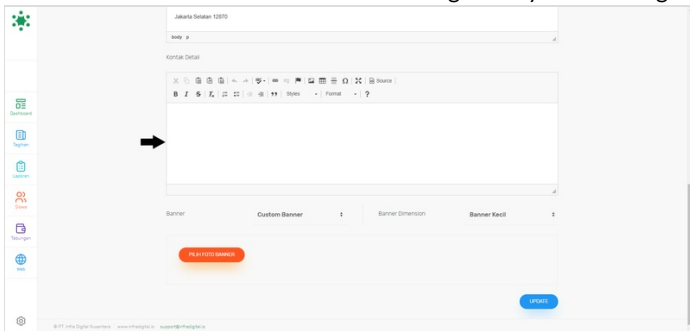 Jakarta Selatan 12870
body p
Kontak Detail
Source
B I S Styles Format ?
Dashboard
Tagihan
Laporan
Siswa
Tabungan
Web
Banner Custom Banner Banner Dimension Banner Kecil
PILIH FOTO BANNER
UPDATE
© PT. Infra Digital Nusantara www.infradigital.io support@infradigital.io